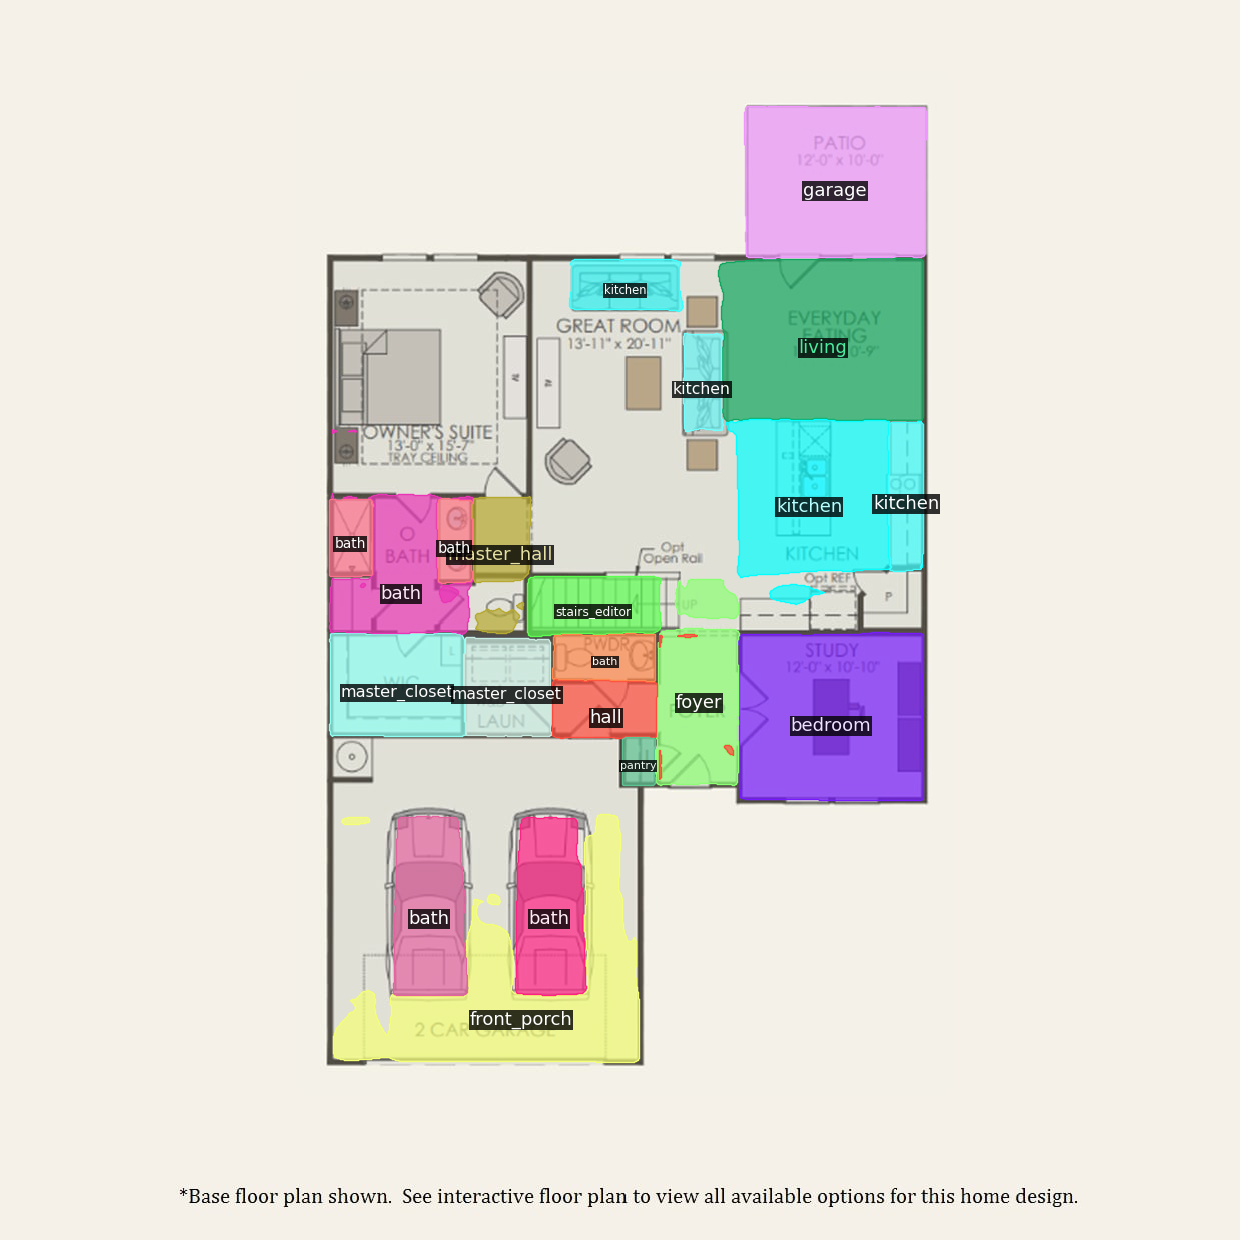 PATIO
12'-0" x 10'-0"
garage
kitchen
GREAT ROOM
13'-11" x 20'-11"
EVERYDAY
EATING
living
kitchen
OWNER'S SUITE
13'-0" x 15'-7"
TRAY CEILING
kitchen
kitchen
KITCHEN
bath
bath
master_hall
BATH
bath
Opt
Open Rail
Opt REF
P
UP
stairs_editor
PWDR
bath
STUDY
12'-0" x 10'-10"
L
WIC
master_closet
master_closet
LAUN
hall
foyer
FOYER
bedroom
pantry
bath
bath
front_porch
2 CAR GARAGE
*Base floor plan shown. See interactive floor plan to view all available options for this home design.